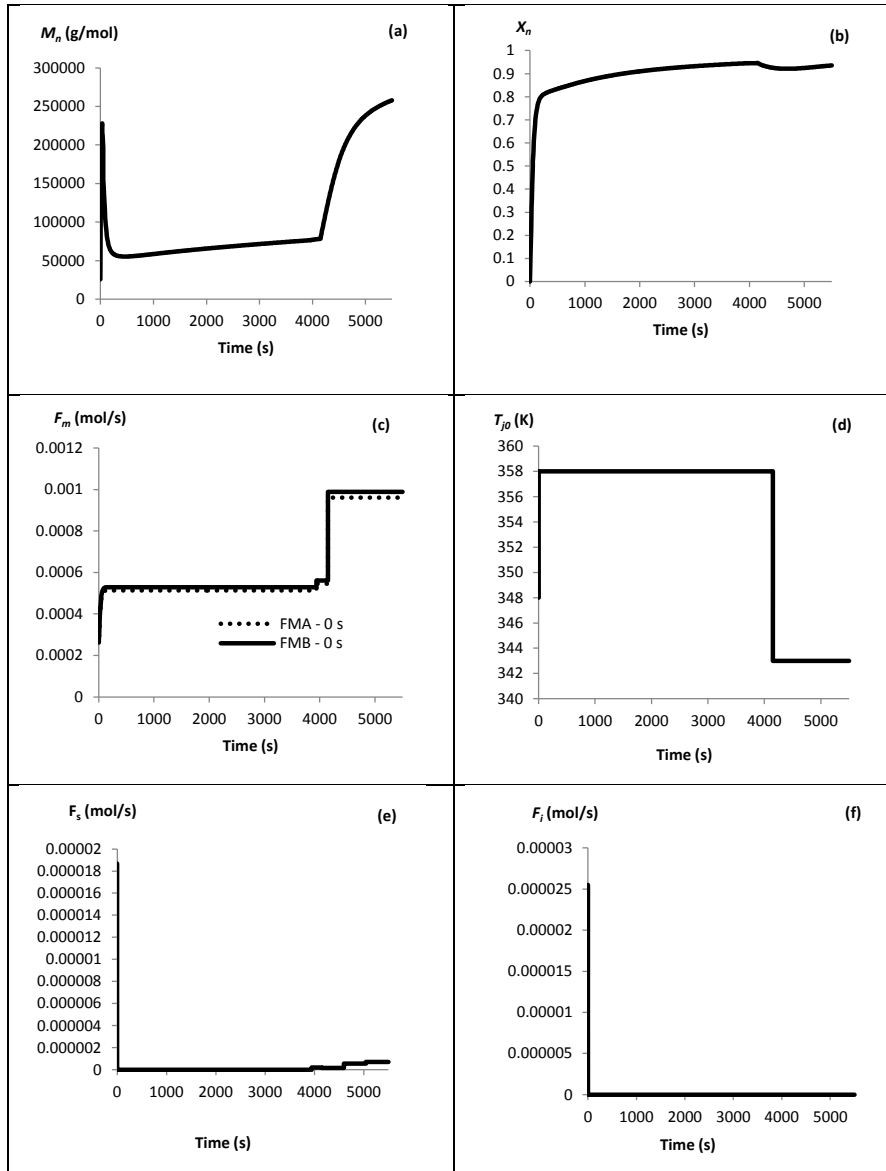 Mn (g/mol)
(a)
300000
250000
200000
150000
100000
50000
0
0 1000 2000 3000 4000 5000
Time (s)
Xn
(b)
1
0.9
0.8
0.7
0.6
0.5
0.4
0.3
0.2
0.1
0
0 1000 2000 3000 4000 5000
Time (s)
Fm (mol/s)
(c)
0.0012
0.001
0.0008
0.0006
0.0004
0.0002
0
FMA - 0 s
FMB - 0 s
0 1000 2000 3000 4000 5000
Time (s)
Tj0 (K)
(d)
360
358
356
354
352
350
348
346
344
342
340
0 1000 2000 3000 4000 5000
Time (s)
Fs (mol/s)
(e)
0.00002
0.000018
0.000016
0.000014
0.000012
0.00001
0.000008
0.000006
0.000004
0.000002
0
0 1000 2000 3000 4000 5000
Time (s)
Fi (mol/s)
(f)
0.00003
0.000025
0.00002
0.000015
0.00001
0.000005
0
0 1000 2000 3000 4000 5000
Time (s)